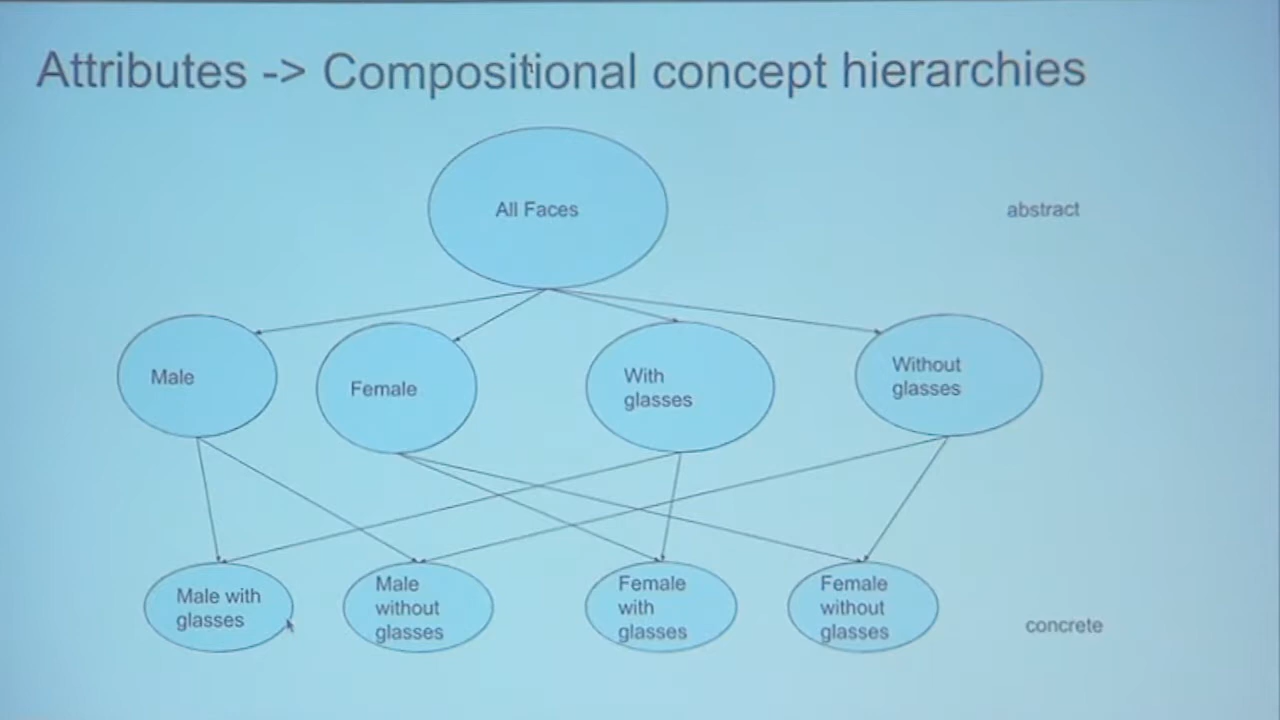 Attributes -> Compositional concept hierarchies
All Faces
abstract
Male
Female
With
glasses
Without
glasses
Male with
glasses
Male
without
glasses
Female
with
glasses
Female
without
glasses
concrete